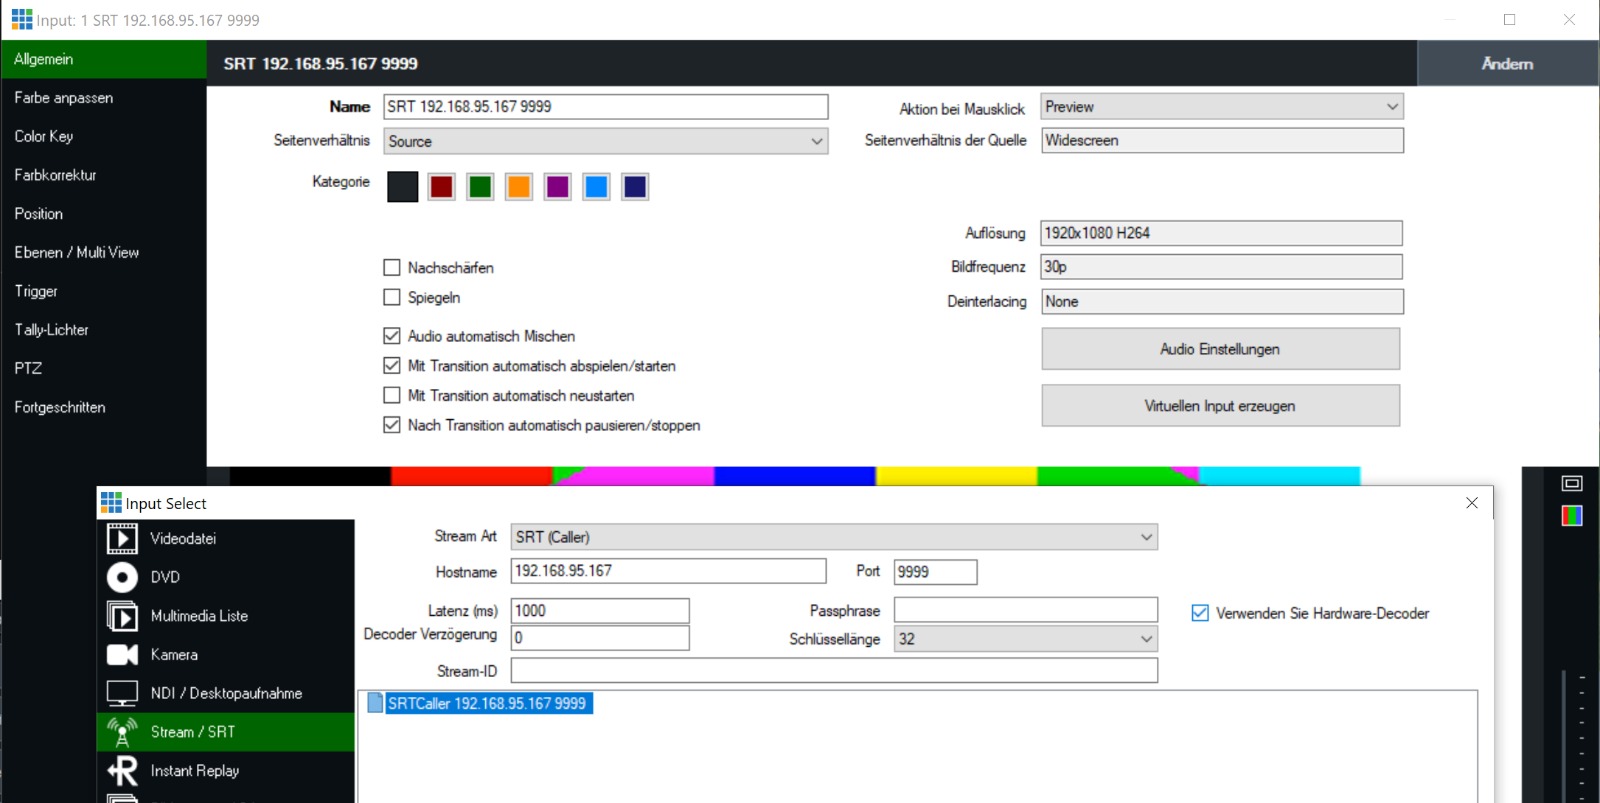 Input: 1 SRT 192.168.95.167 9999
Allgemein
SRT 192.168.95.167 9999
Ändern
Farbe anpassen
Color Key
Farbkorrektur
Position
Ebenen / Multi View
Trigger
Tally-Lichter
PTZ
Fortgeschritten
Name SRT 192.168.95.167 9999
Seitenverhältnis Source
Kategorie
Nachschärfen
Spiegeln
Audio automatisch Mischen
Mit Transition automatisch abspielen/starten
Mit Transition automatisch neustarten
Nach Transition automatisch pausieren/stoppen
Aktion bei Mausklick Preview
Seitenverhältnis der Quelle Widescreen
Auflösung 1920x1080 H264
Bildfrequenz 30p
Deinterlacing None
Audio Einstellungen
Virtuellen Input erzeugen
Input Select
Videodatei
DVD
Multimedia Liste
Kamera
NDI / Desktopaufnahme
Stream / SRT
Instant Replay
Stream Art SRT (Caller)
Hostname 192.168.95.167 Port 9999
Latenz (ms) 1000 Passphrase Verwenden Sie Hardware-Decoder
Decoder Verzögerung 0 Schlüssellänge 32
Stream-ID
SRTCaller 192.168.95.167 9999